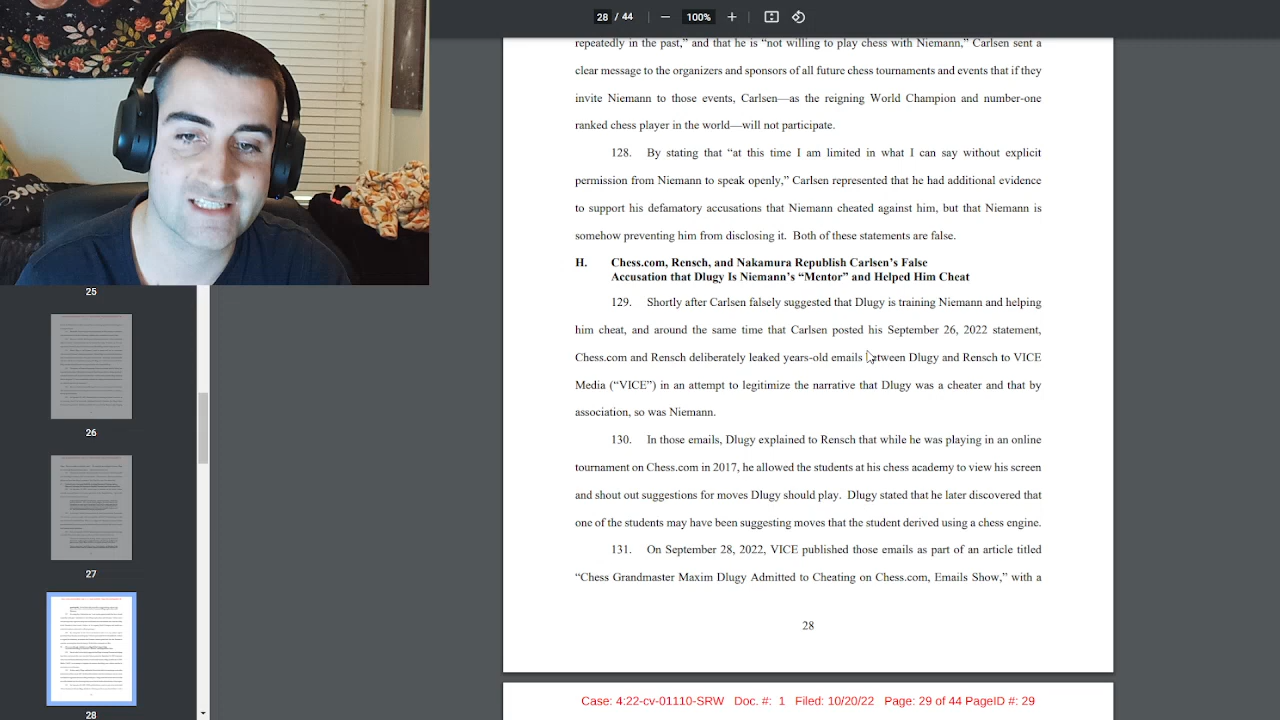 28 / 44
100%
repeatedly in the past,” and that he is “not willing to play chess with Niemann,” Carlsen sent a
clear message to the organizers and sponsors of all future chess tournaments and events that if they
invite Niemann to those events, Carlsen—as the reigning World Champion and number-one
ranked chess player in the world—will not participate.
128. By stating that “at this time I am limited in what I can say without explicit
permission from Niemann to speak openly,” Carlsen represented that he had additional evidence
to support his defamatory accusations that Niemann cheated against him, but that Niemann is
somehow preventing him from disclosing it. Both of these statements are false.
H. Chess.com, Rensch, and Nakamura Republish Carlsen’s False
Accusation that Dlugy Is Niemann’s “Mentor” and Helped Him Cheat
129. Shortly after Carlsen falsely suggested that Dlugy is training Niemann and helping
him cheat, and around the same time that Carlsen posted his September 26, 2022 statement,
Chess.com and Rensch deliberately leaked years-old emails between Dlugy and Rensch to VICE
Media (“VICE”) in an attempt to legitimize the narrative that Dlugy was a cheater and that by
association, so was Niemann.
130. In those emails, Dlugy explained to Rensch that while he was playing in an online
tournament on Chess.com in 2017, he allowed the students at his chess academy to view his screen
and shout out suggestions for moves Dlugy should play. Dlugy stated that he later discovered that
one of the students may have been suggesting moves that the student derived using a chess engine.
131. On September 28, 2022, VICE published those emails as part of an article titled
“Chess Grandmaster Maxim Dlugy Admitted to Cheating on Chess.com, Emails Show,” with a
28
Case: 4:22-cv-01110-SRW Doc. #: 1 Filed: 10/20/22 Page: 29 of 44 PageID #: 29
25
26
27
28